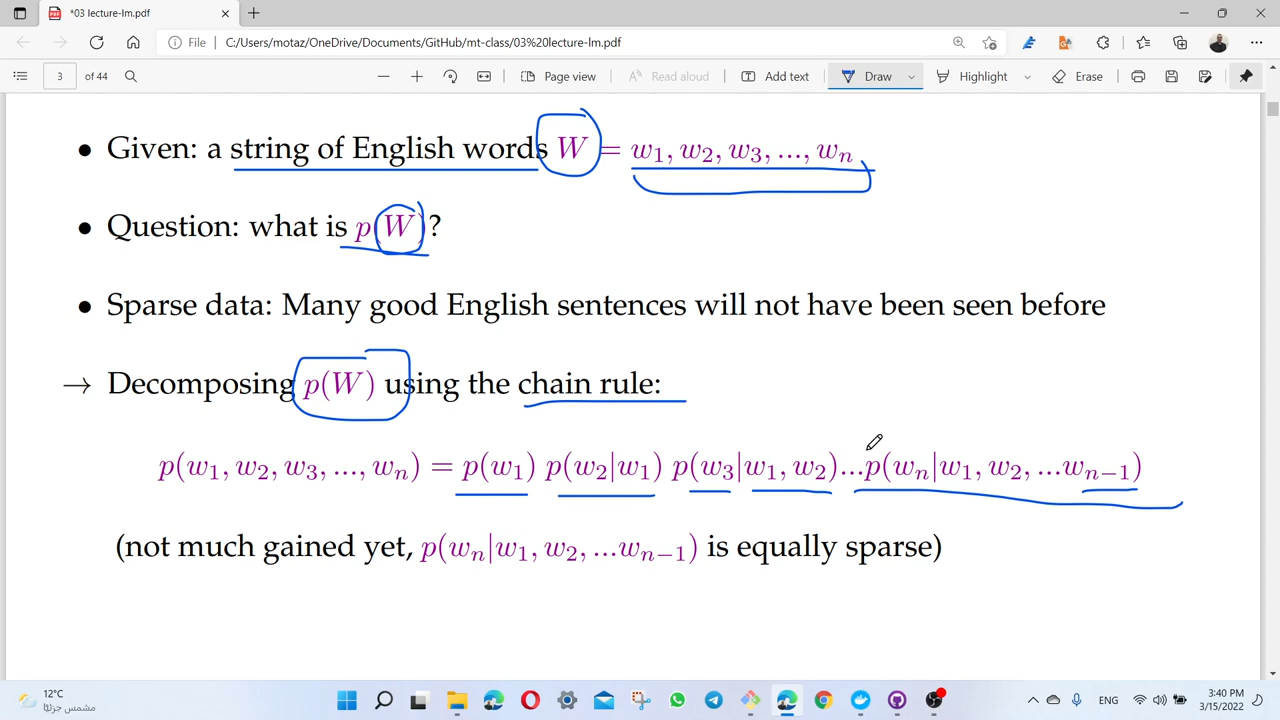 *03 lecture-lm.pdf
File C:/Users/motaz/OneDrive/Documents/GitHub/mt-class/03%20lecture-lm.pdf
3 of 44 Page view Read aloud Add text Draw Highlight Erase
• Given: a string of English words W = w1, w2, w3, ..., wn
• Question: what is p(W)?
• Sparse data: Many good English sentences will not have been seen before
→ Decomposing p(W) using the chain rule:
p(w1, w2, w3, ..., wn) = p(w1) p(w2|w1) p(w3|w1, w2)...p(wn|w1, w2, ...wn−1)
(not much gained yet, p(wn|w1, w2, ...wn−1) is equally sparse)
12°C
مشمس جزئيًا
ENG
3:40 PM
3/15/2022